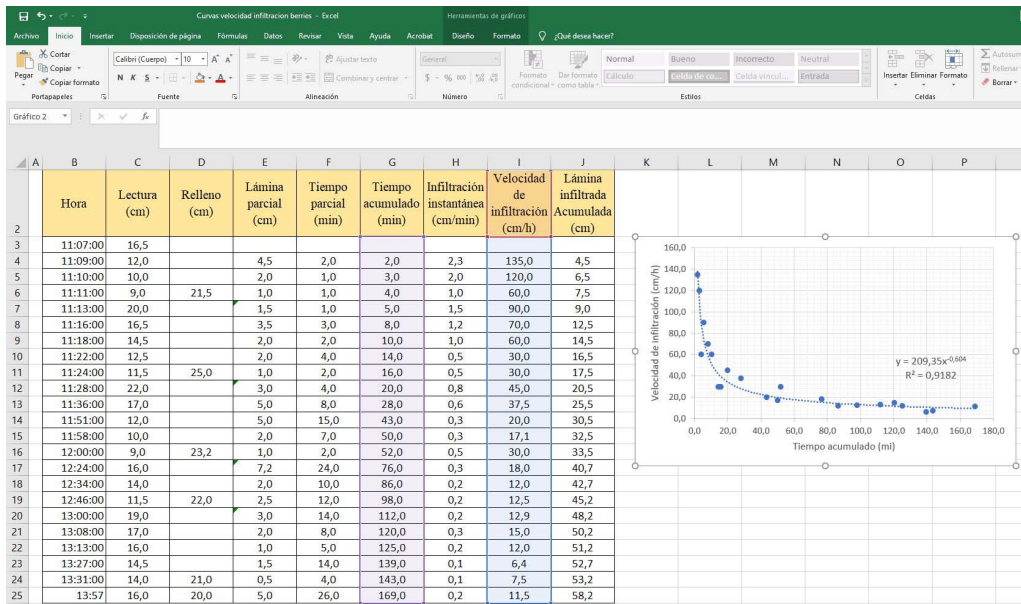 Curvas velocidad infiltracion berries - Excel
Herramientas de gráficos
Archivo Inicio Insertar Disposición de página Fórmulas Datos Revisar Vista Ayuda Acrobat Diseño Formato ¿Qué desea hacer?
Pegar
Cortar
Copiar
Copiar formato
Calibri (Cuerpo) 10
N K S
Ajustar texto
Combinar y centrar
General
$ % 000
Formato condicional
Dar formato como tabla
Normal Bueno Incorrecto Neutral
Cálculo Celda de co... Celda vincul... Entrada
Insertar Eliminar Formato
Autosum
Rellenar
Borrar
Portapapeles Fuente Alineación Número Estilos Celdas
Gráfico 2 fx
A B C D E F G H I J K L M N O P
2 Hora Lectura (cm) Relleno (cm) Lámina parcial (cm) Tiempo parcial (min) Tiempo acumulado (min) Infiltración instantánea (cm/min) Velocidad de infiltración (cm/h) Lámina infiltrada Acumulada (cm)
3 11:07:00 16,5
4 11:09:00 12,0 4,5 2,0 2,0 2,3 135,0 4,5
5 11:10:00 10,0 2,0 1,0 3,0 2,0 120,0 6,5
6 11:11:00 9,0 21,5 1,0 1,0 4,0 1,0 60,0 7,5
7 11:13:00 20,0 1,5 1,0 5,0 1,5 90,0 9,0
8 11:16:00 16,5 3,5 3,0 8,0 1,2 70,0 12,5
9 11:18:00 14,5 2,0 2,0 10,0 1,0 60,0 14,5
10 11:22:00 12,5 2,0 4,0 14,0 0,5 30,0 16,5
11 11:24:00 11,5 25,0 1,0 2,0 16,0 0,5 30,0 17,5
12 11:28:00 22,0 3,0 4,0 20,0 0,8 45,0 20,5
13 11:36:00 17,0 5,0 8,0 28,0 0,6 37,5 25,5
14 11:51:00 12,0 5,0 15,0 43,0 0,3 20,0 30,5
15 11:58:00 10,0 2,0 7,0 50,0 0,3 17,1 32,5
16 12:00:00 9,0 23,2 1,0 2,0 52,0 0,5 30,0 33,5
17 12:24:00 16,0 7,2 24,0 76,0 0,3 18,0 40,7
18 12:34:00 14,0 2,0 10,0 86,0 0,2 12,0 42,7
19 12:46:00 11,5 22,0 2,5 12,0 98,0 0,2 12,5 45,2
20 13:00:00 19,0 3,0 14,0 112,0 0,2 12,9 48,2
21 13:08:00 17,0 2,0 8,0 120,0 0,3 15,0 50,2
22 13:13:00 16,0 1,0 5,0 125,0 0,2 12,0 51,2
23 13:27:00 14,5 1,5 14,0 139,0 0,1 6,4 52,7
24 13:31:00 14,0 21,0 0,5 4,0 143,0 0,1 7,5 53,2
25 13:57 16,0 20,0 5,0 26,0 169,0 0,2 11,5 58,2
Velocidad de infiltración (cm/h)
160,0
140,0
120,0
100,0
80,0
60,0
40,0
20,0
0,0
y = 209,35x^-0,604
R² = 0,9182
0,0 20,0 40,0 60,0 80,0 100,0 120,0 140,0 160,0 180,0
Tiempo acumulado (mi)